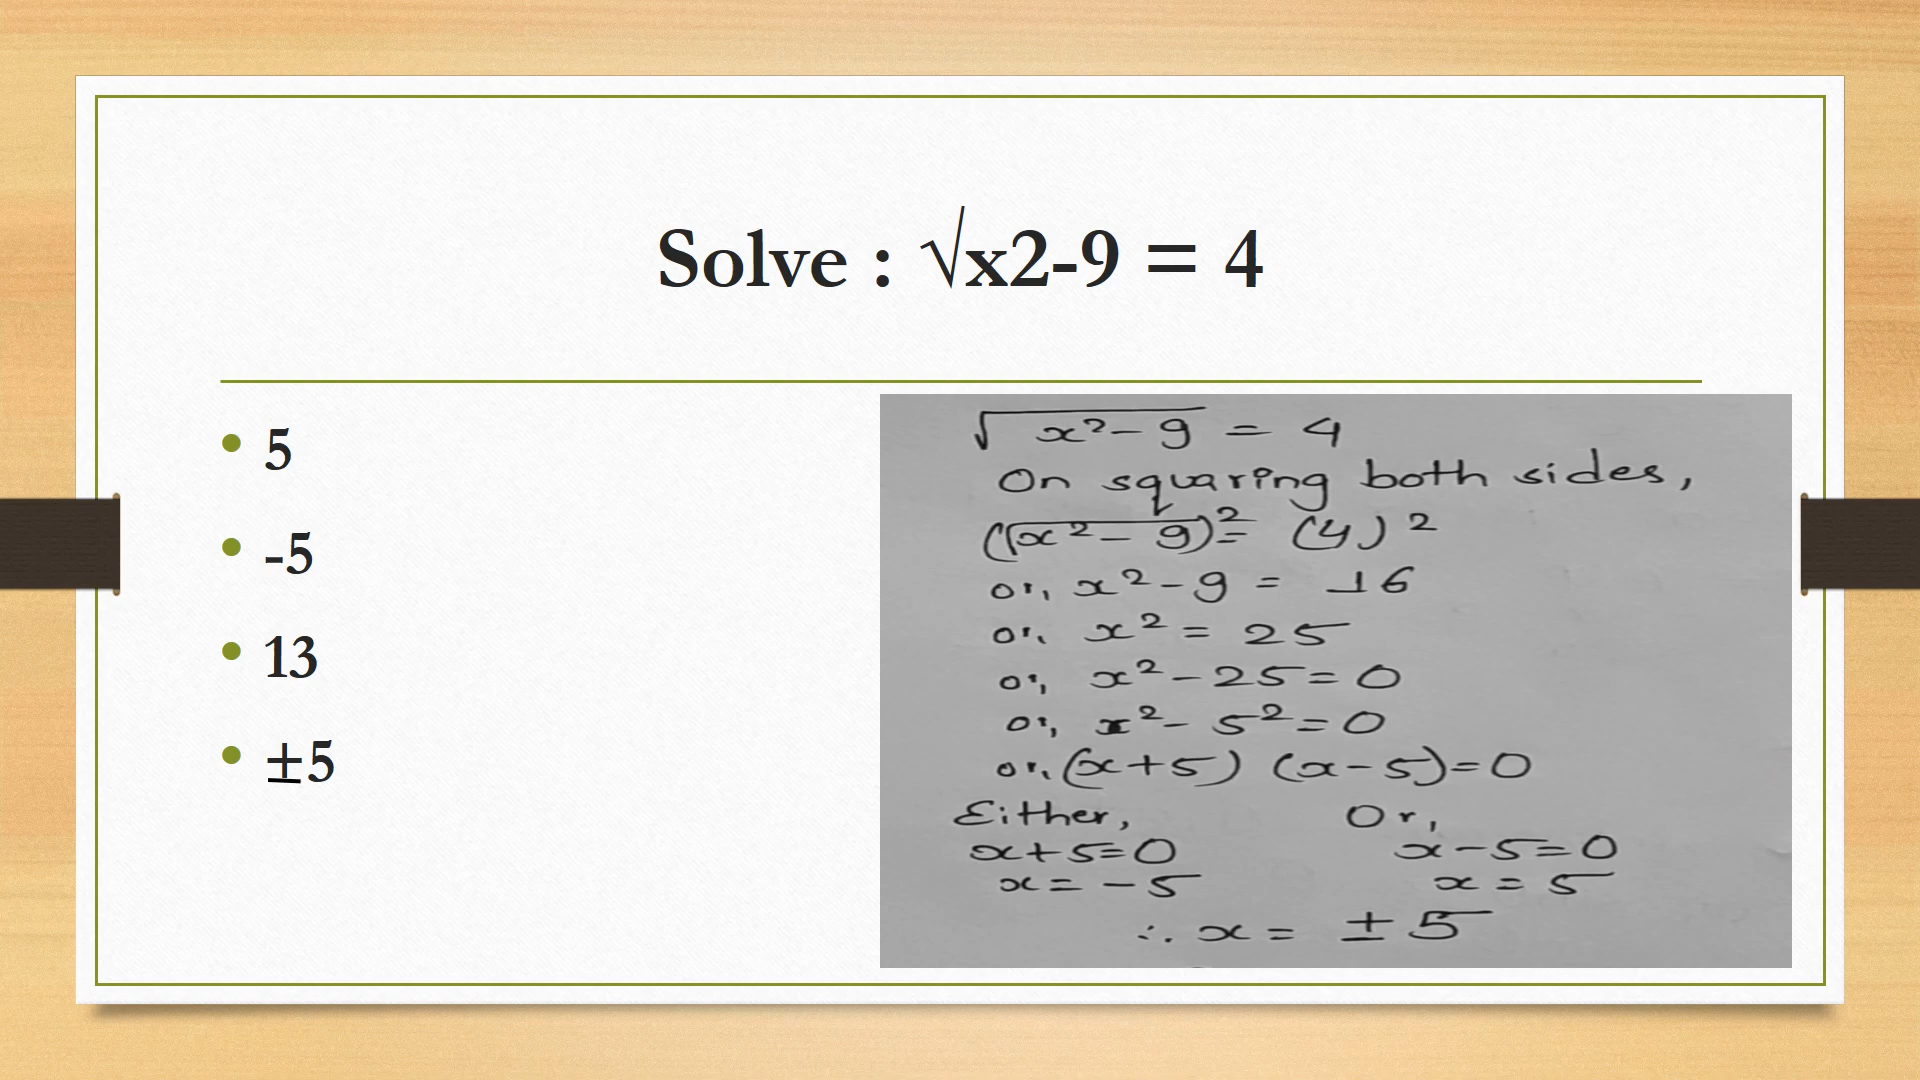 Solve : √x2-9 = 4
5
-5
13
±5
√x²-9 = 4
On squaring both sides,
(√x²-9)² = (4)²
or, x²-9 = 16
or, x² = 25
or, x²-25=0
or, x²-5²=0
or, (x+5) (x-5)=0
Either, Or,
x+5=0 x-5=0
x=-5 x=5
∴ x= ±5